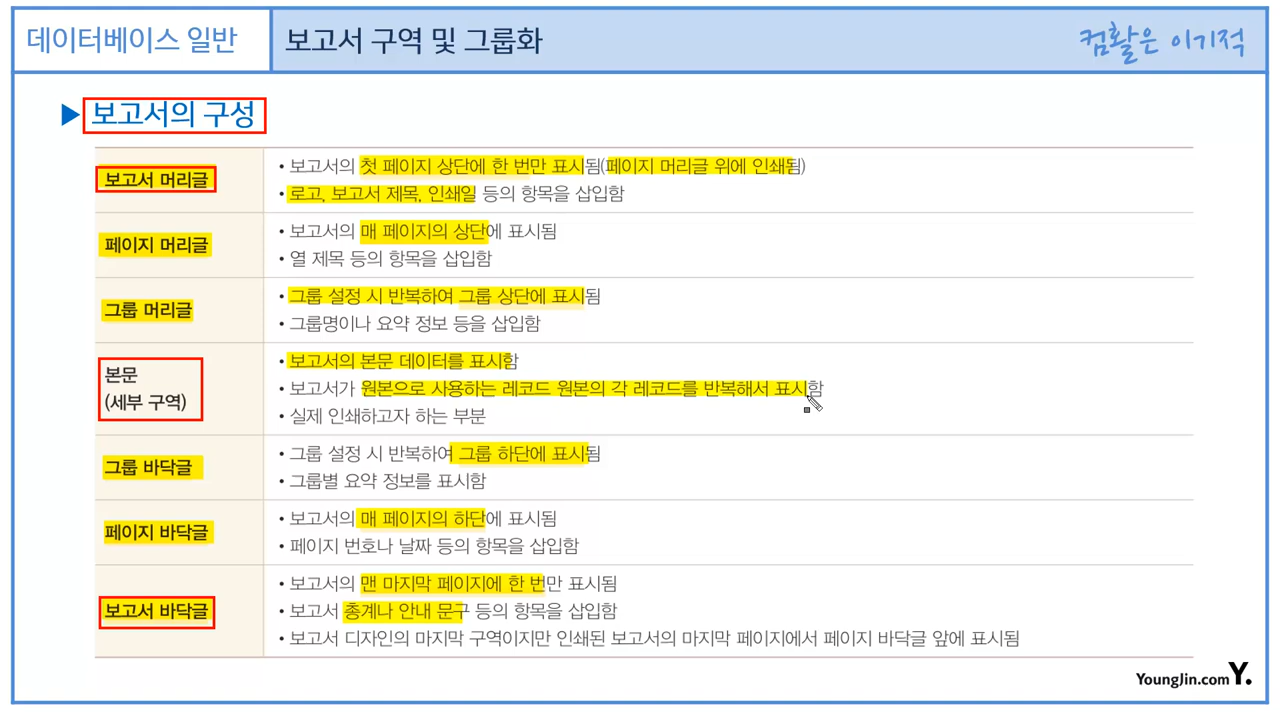 데이터베이스 일반
보고서 구역 및 그룹화
컴활은 이기적
▶보고서의 구성
보고서 머리글
• 보고서의 첫 페이지 상단에 한 번만 표시됨(페이지 머리글 위에 인쇄됨)
• 로고, 보고서 제목, 인쇄일 등의 항목을 삽입함
페이지 머리글
• 보고서의 매 페이지의 상단에 표시됨
• 열 제목 등의 항목을 삽입함
그룹 머리글
• 그룹 설정 시 반복하여 그룹 상단에 표시됨
• 그룹명이나 요약 정보 등을 삽입함
본문
(세부 구역)
• 보고서의 본문 데이터를 표시함
• 보고서가 원본으로 사용하는 레코드 원본의 각 레코드를 반복해서 표시함
• 실제 인쇄하고자 하는 부분
그룹 바닥글
• 그룹 설정 시 반복하여 그룹 하단에 표시됨
• 그룹별 요약 정보를 표시함
페이지 바닥글
• 보고서의 매 페이지의 하단에 표시됨
• 페이지 번호나 날짜 등의 항목을 삽입함
보고서 바닥글
• 보고서의 맨 마지막 페이지에 한 번만 표시됨
• 보고서 총계나 안내 문구 등의 항목을 삽입함
• 보고서 디자인의 마지막 구역이지만 인쇄된 보고서의 마지막 페이지에서 페이지 바닥글 앞에 표시됨
YoungJin.com Y.